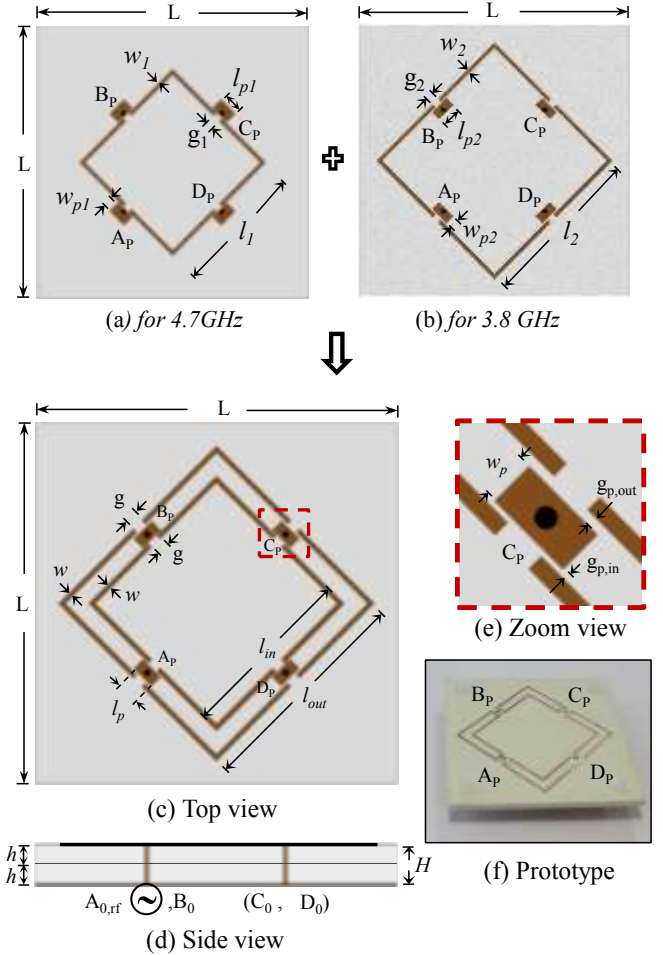 L
L
w1
lp1
BP
CP
g1
L
wp1
DP
AP
l1
w2
g2
BP
lp2
CP
AP
DP
wp2
l2
(a) for 4.7GHz
(b) for 3.8 GHz
L
g
BP
CP
g
w
w
L
lin
AP
DP
lp
lout
(c) Top view
wp
gp,out
CP
gp,in
(e) Zoom view
BP
CP
AP
DP
(f) Prototype
h
h
H
A0,rf ~ ,B0 (C0 , D0)
(d) Side view